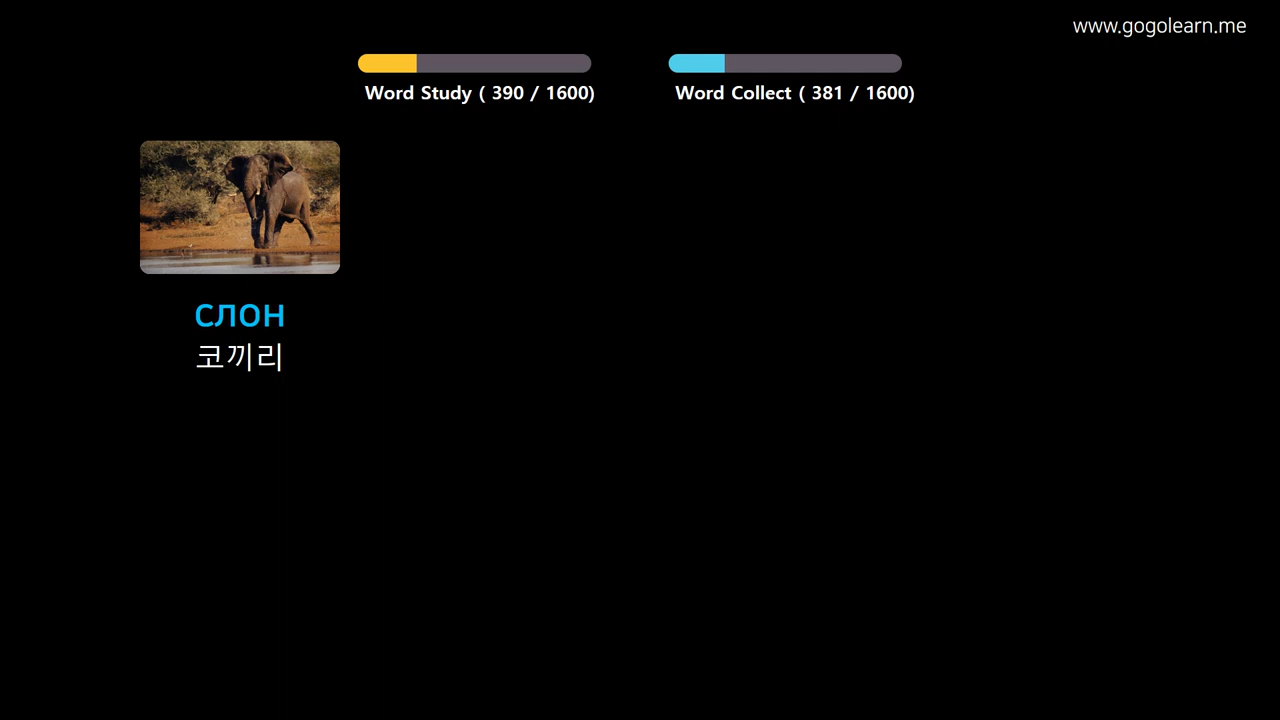 www.gogolearn.me
Word Study ( 390 / 1600)
Word Collect ( 381 / 1600)
слон
코끼리